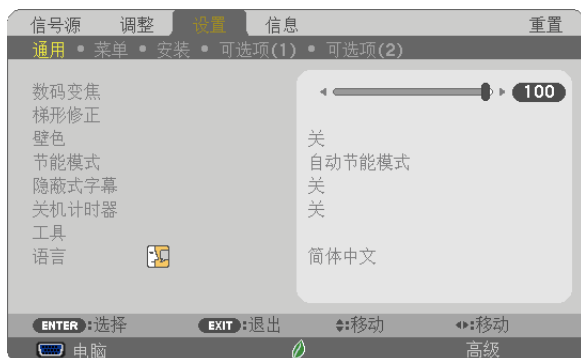 信号源 调整 设置 信息 重置
通用 • 菜单 • 安装 • 可选项(1) • 可选项(2)
数码变焦 100
梯形修正
壁色 关
节能模式 自动节能模式
隐蔽式字幕 关
关机计时器 关
工具
语言 简体中文
ENTER:选择 EXIT:退出 :移动 :移动
电脑 高级